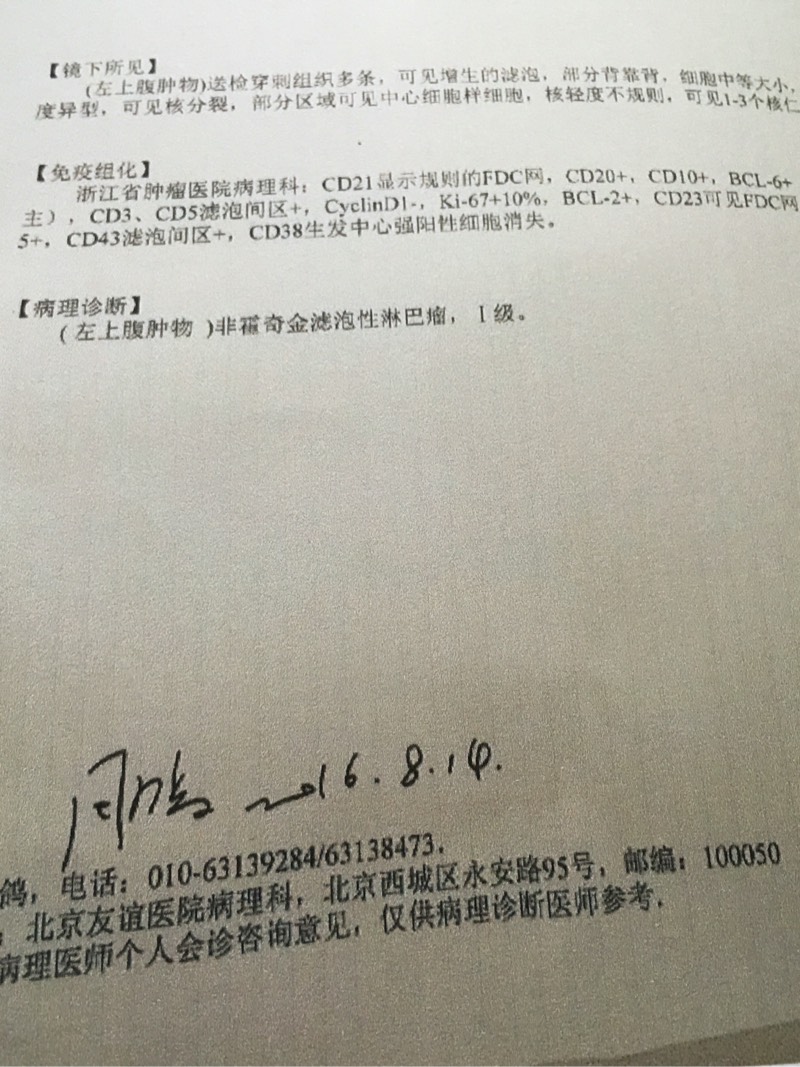 【镜下所见】
(左上腹肿物)送检穿刺组织多条，可见增生的滤泡，部分背靠背，细胞中等大小，
度异型，可见核分裂，部分区域可见中心细胞样细胞，核轻度不规则，可见1-3个核仁
【免疫组化】
浙江省肿瘤医院病理科：CD21显示规则的FDC网，CD20+，CD10+，BCL-6+
主），CD3、CD5滤泡间区+，CyclinD1-，Ki-67+10%，BCL-2+，CD23可见FDC网
5+，CD43滤泡间区+，CD38生发中心强阳性细胞消失。
【病理诊断】
(左上腹肿物 )非霍奇金滤泡性淋巴瘤，Ⅰ级。
2016.8.14.
鸽，电话：010-63139284/63138473.
：北京友谊医院病理科，北京西城区永安路95号，邮编：100050
病理医师个人会诊咨询意见，仅供病理诊断医师参考.